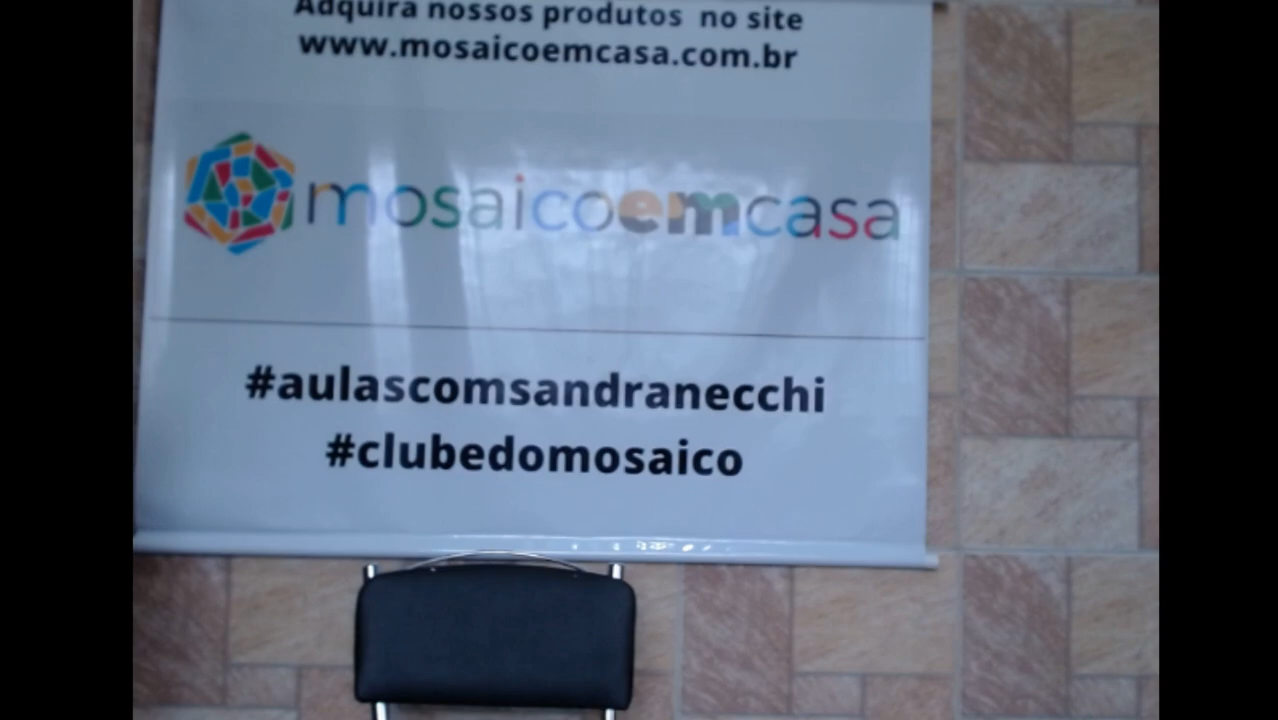 Adquira nossos produtos no site
www.mosaicoemcasa.com.br
mosaicoemcasa
#aulascomsandranecchi
#clubedomosaico